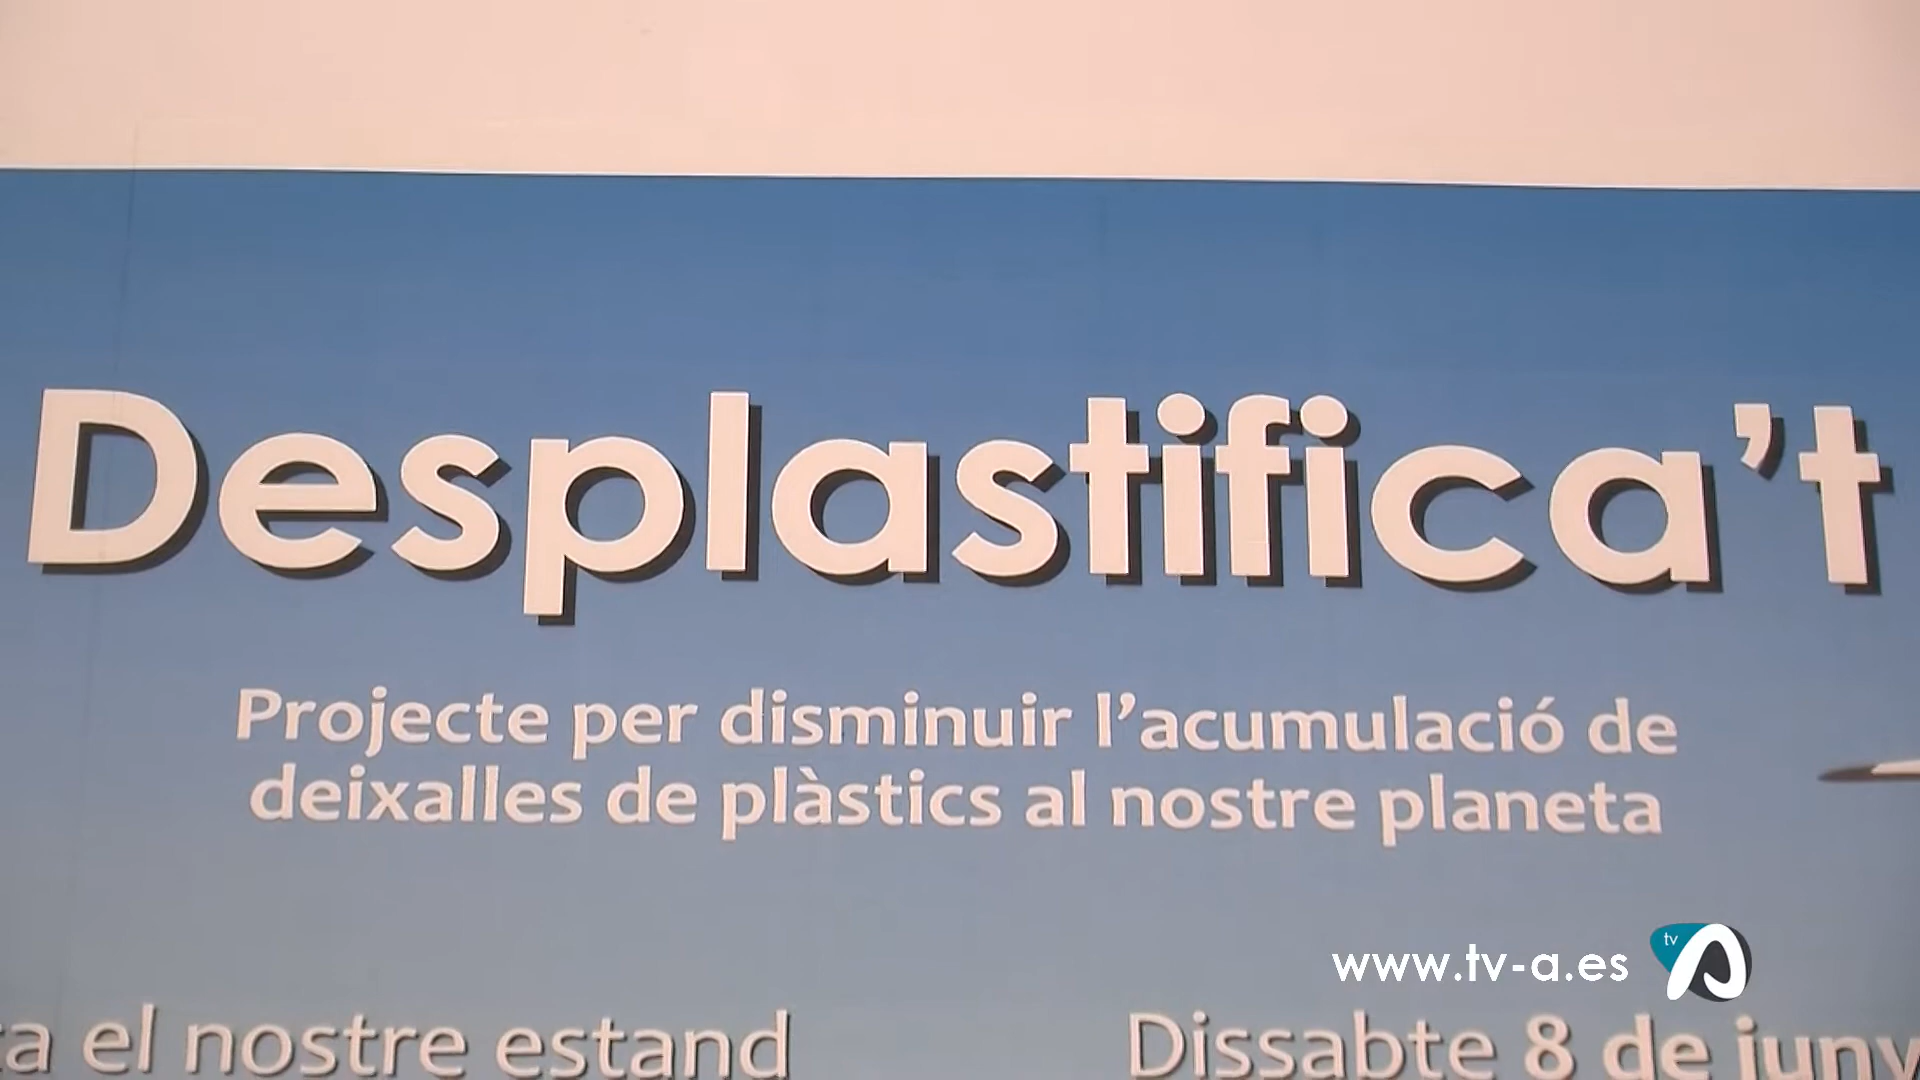 Desplastifica't
Projecte per disminuir l'acumulació de
deixalles de plàstics al nostre planeta
www.tv-a.es
tv
el nostre estand
Dissabte 8 de juny